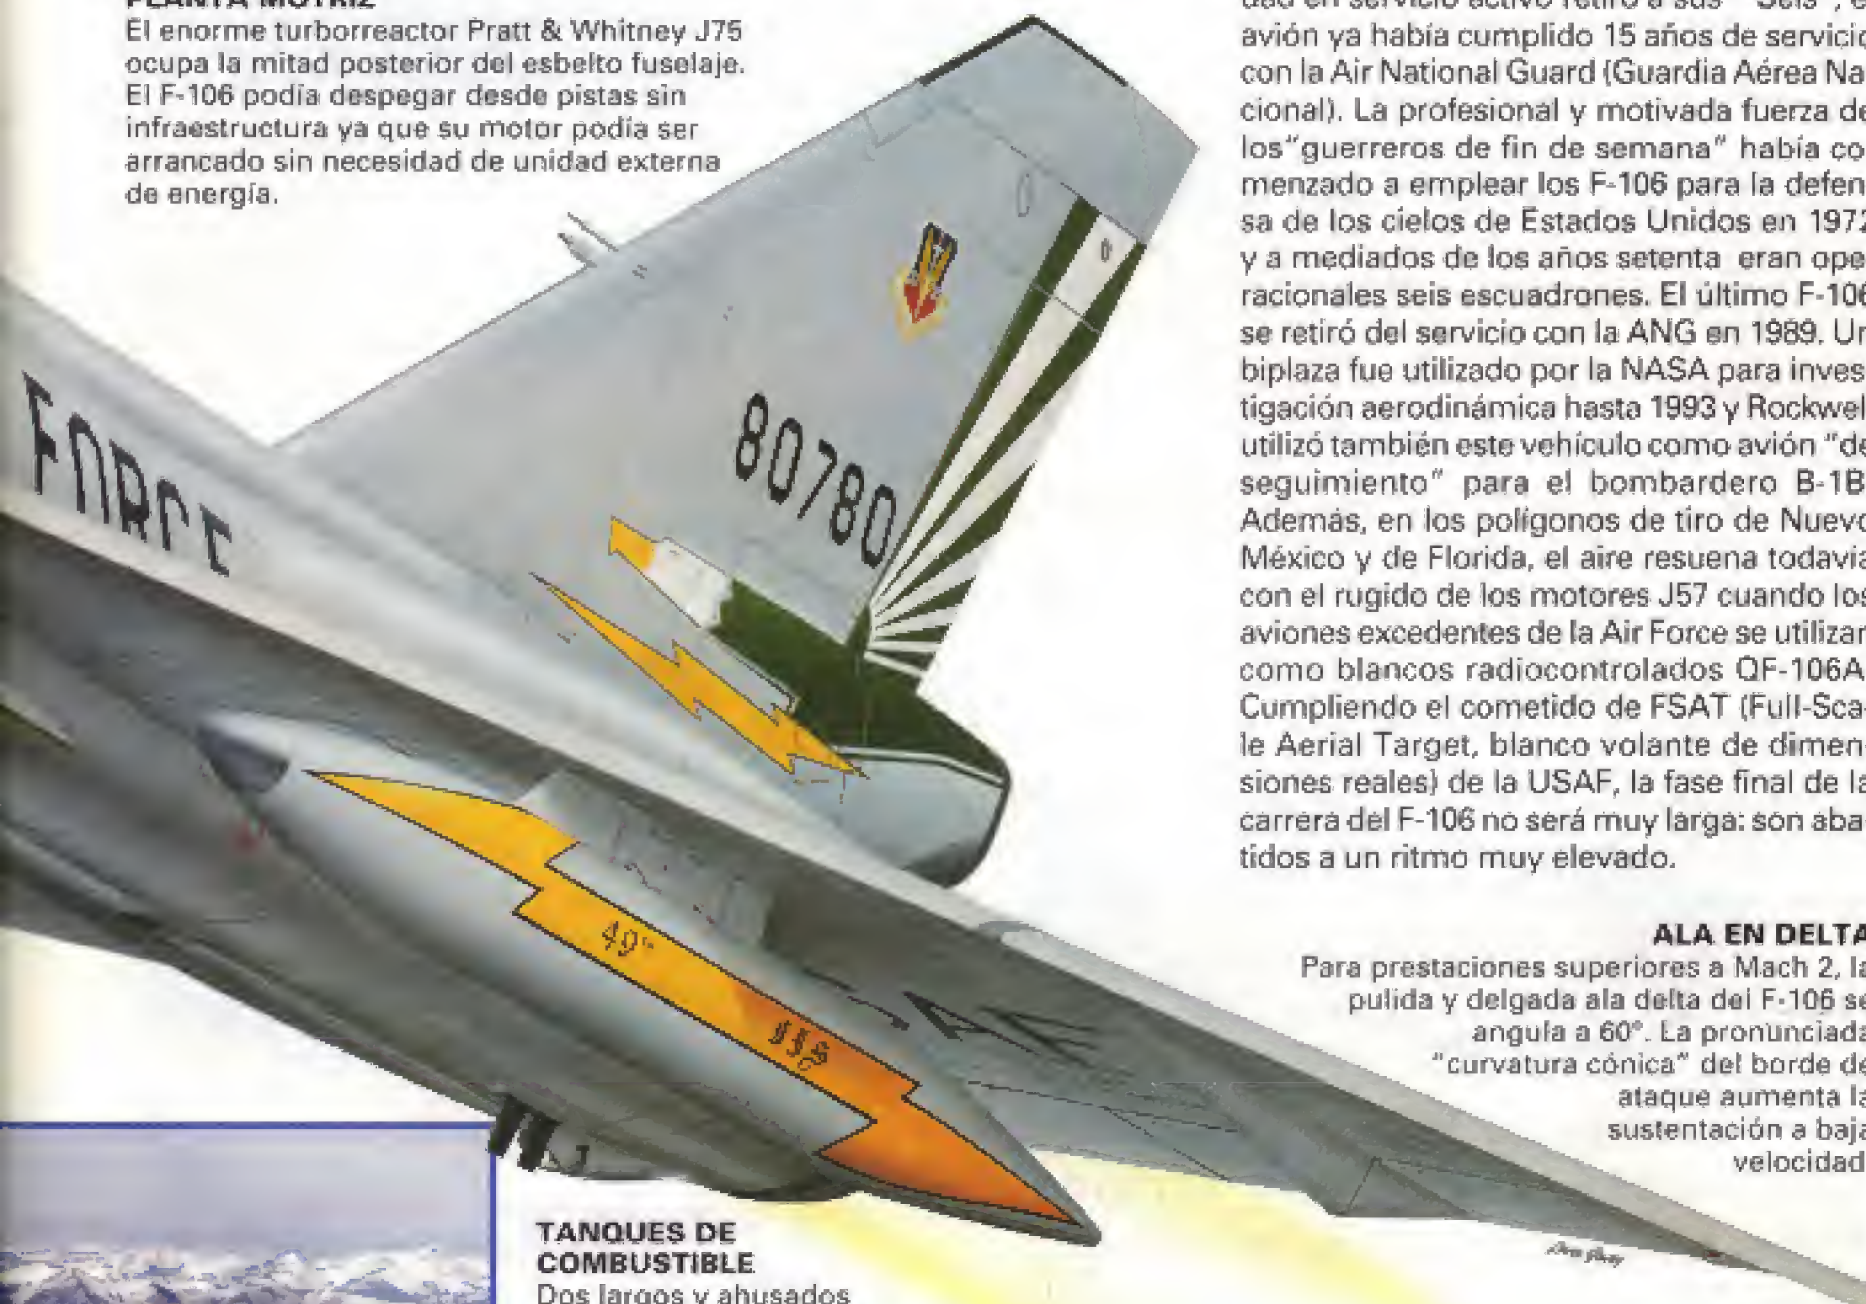 PLANTA MOTRIZ
El enorme turborreactor Pratt & Whitney J75
ocupa la mitad posterior del esbelto fuselaje.
El F-106 podía despegar desde pistas sin
infraestructura ya que su motor podía ser
arrancado sin necesidad de unidad externa
de energía.
dad en servicio activo retiró a sus "Seis", e
avión ya había cumplido 15 años de servicio
con la Air National Guard (Guardia Aérea Na
cional). La profesional y motivada fuerza de
los"guerreros de fin de semana" había co
menzado a emplear los F-106 para la defen
sa de los cielos de Estados Unidos en 1972
y a mediados de los años setenta eran ope
racionales seis escuadrones. El último F-106
se retiró del servicio con la ANG en 1989. Un
biplaza fue utilizado por la NASA para inves
tigación aerodinámica hasta 1993 y Rockwel
utilizó también este vehículo como avión "de
seguimiento" para el bombardero B-1B.
Además, en los polígonos de tiro de Nuevo
México y de Florida, el aire resuena todavía
con el rugido de los motores J57 cuando los
aviones excedentes de la Air Force se utilizan
como blancos radiocontrolados QF-106A.
Cumpliendo el cometido de FSAT (Full-Sca-
le Aerial Target, blanco volante de dimen-
siones reales) de la USAF, la fase final de la
carrera del F-106 no será muy larga: son aba-
tidos a un ritmo muy elevado.
FORCE
80780
49
ALA EN DELTA
Para prestaciones superiores a Mach 2, la
pulida y delgada ala delta del F-106 se
angula a 60°. La pronunciada
"curvatura cónica" del borde de
ataque aumenta la
sustentación a baja
velocidad.
TANQUES DE
COMBUSTIBLE
Dos largos y ahusados